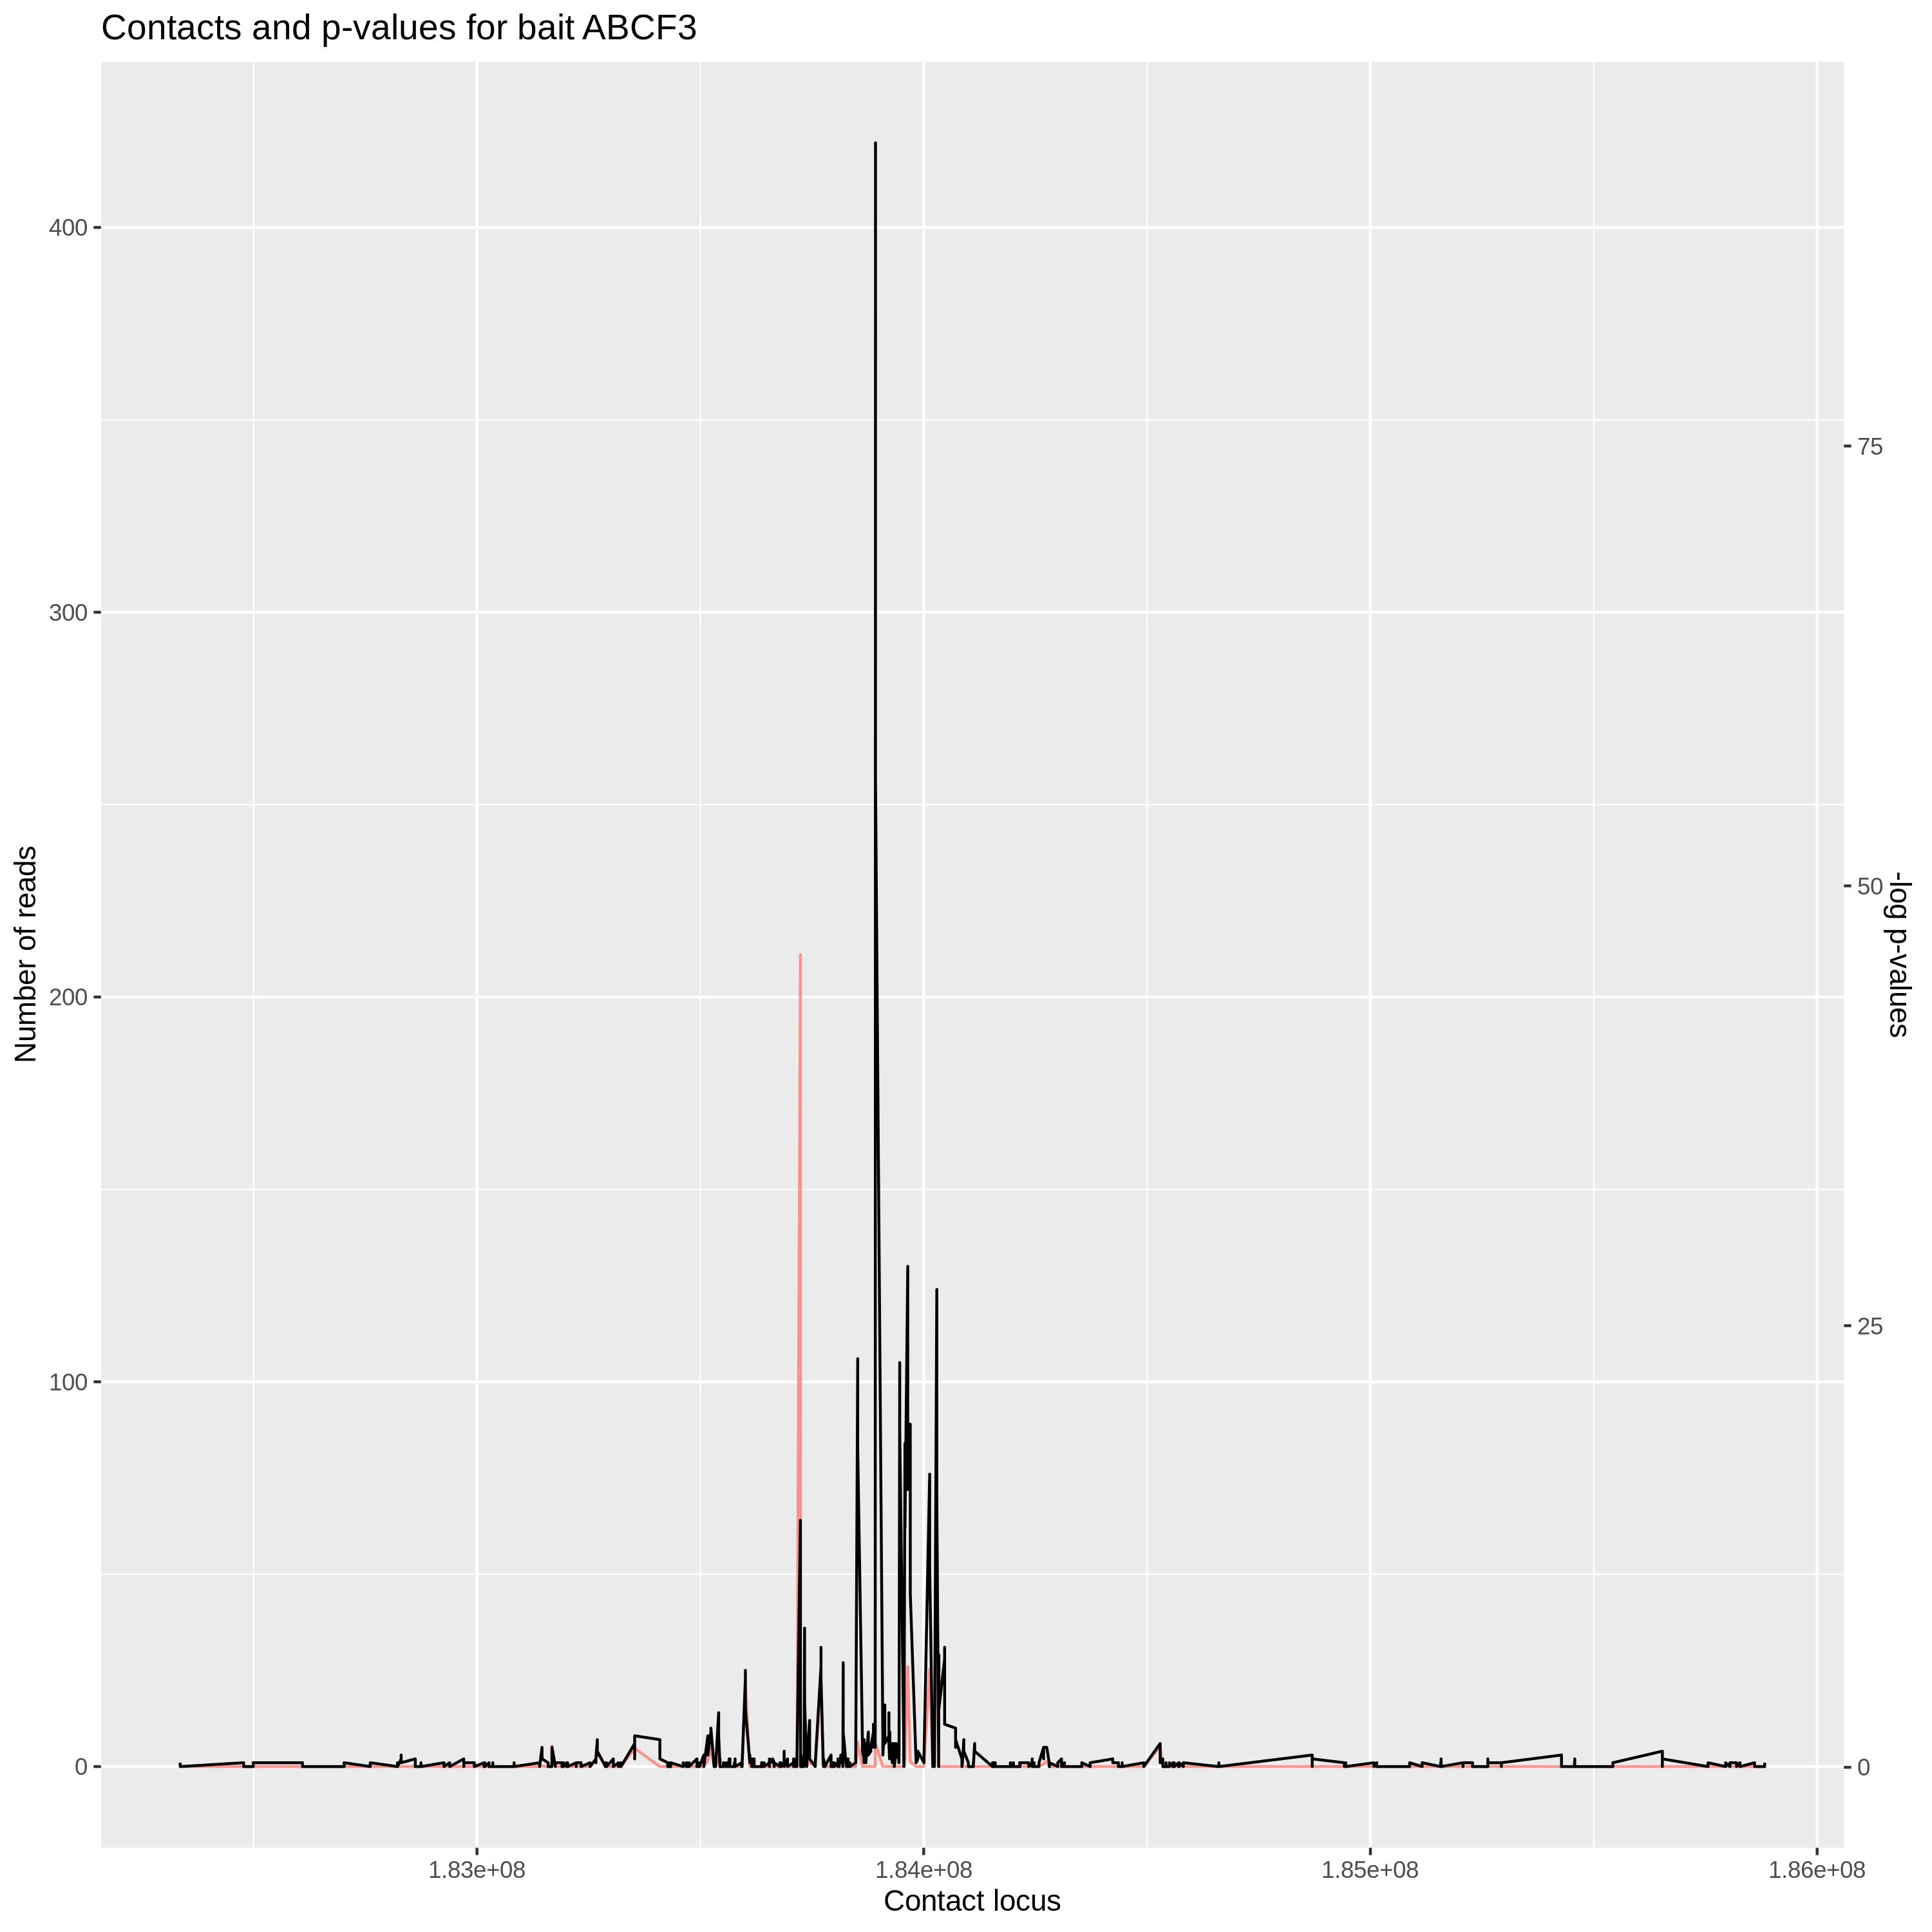 Contacts and p-values for bait ABCF3
Number of reads
400
300
200
100
0
75
50
25
0
-log p-values
1.83e+08
1.84e+08
1.85e+08
1.86e+08
Contact locus